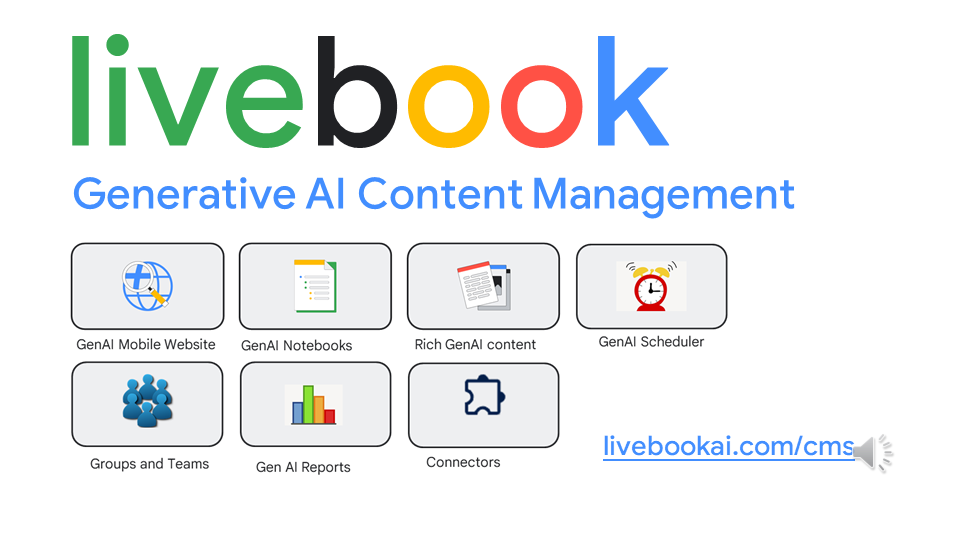 livebook
Generative AI Content Management
GenAI Mobile Website
GenAI Notebooks
Rich GenAI content
GenAI Scheduler
Groups and Teams
Gen AI Reports
Connectors
livebookai.com/cms